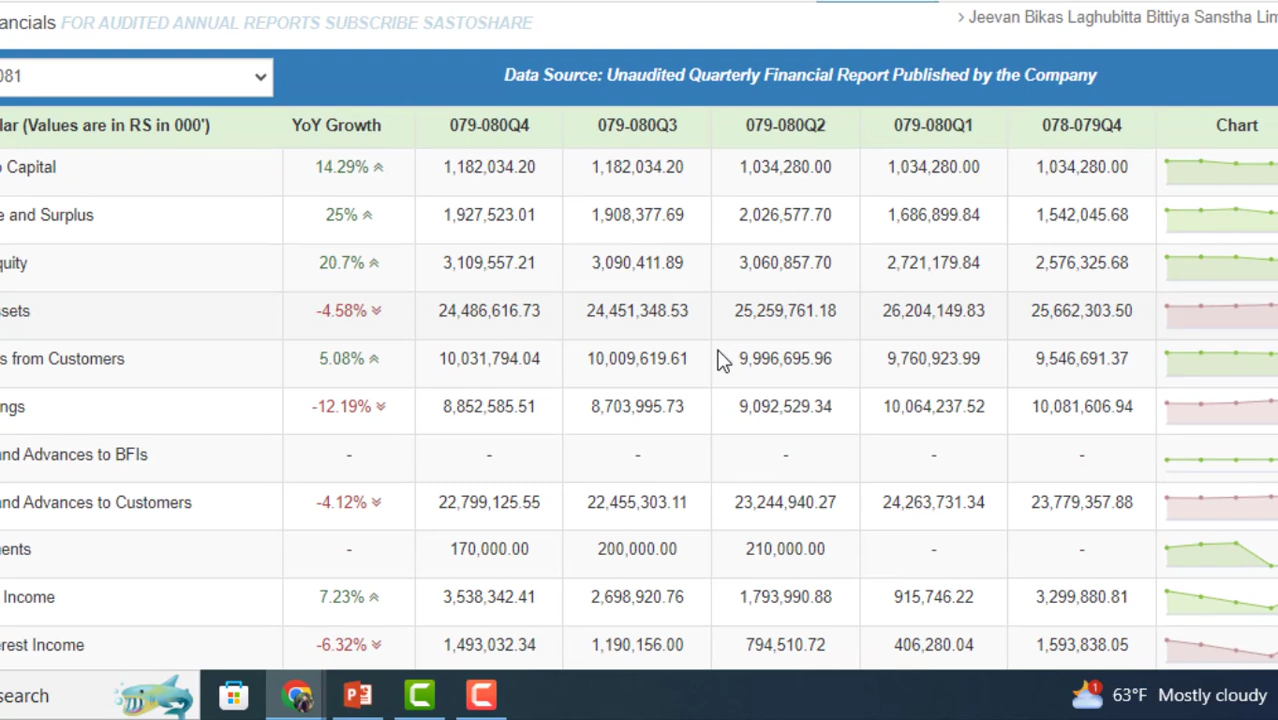 ancials FOR AUDITED ANNUAL REPORTS SUBSCRIBE SASTOSHARE
> Jeevan Bikas Laghubitta Bittiya Sanstha Lim
081
Data Source: Unaudited Quarterly Financial Report Published by the Company
lar (Values are in RS in 000') YoY Growth 079-080Q4 079-080Q3 079-080Q2 079-080Q1 078-079Q4 Chart
Capital 14.29% 1,182,034.20 1,182,034.20 1,034,280.00 1,034,280.00 1,034,280.00
e and Surplus 25% 1,927,523.01 1,908,377.69 2,026,577.70 1,686,899.84 1,542,045.68
quity 20.7% 3,109,557.21 3,090,411.89 3,060,857.70 2,721,179.84 2,576,325.68
ssets -4.58% 24,486,616.73 24,451,348.53 25,259,761.18 26,204,149.83 25,662,303.50
s from Customers 5.08% 10,031,794.04 10,009,619.61 9,996,695.96 9,760,923.99 9,546,691.37
ngs -12.19% 8,852,585.51 8,703,995.73 9,092,529.34 10,064,237.52 10,081,606.94
nd Advances to BFIs - - - - - -
nd Advances to Customers -4.12% 22,799,125.55 22,455,303.11 23,244,940.27 24,263,731.34 23,779,357.88
ents - 170,000.00 200,000.00 210,000.00 - -
Income 7.23% 3,538,342.41 2,698,920.76 1,793,990.88 915,746.22 3,299,880.81
erest Income -6.32% 1,493,032.34 1,190,156.00 794,510.72 406,280.04 1,593,838.05
search
1 63°F Mostly cloudy